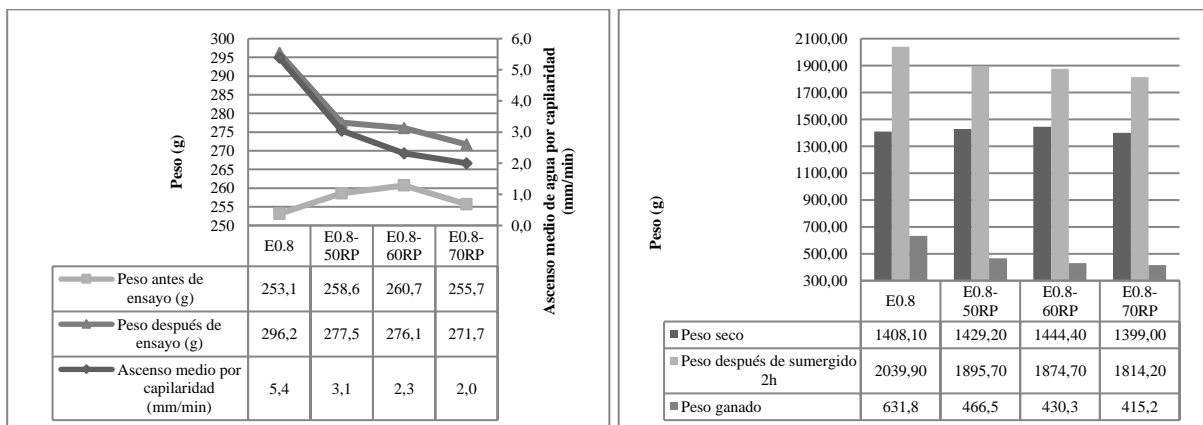 300
295
290
285
280
275
270
265
260
255
250
Peso (g)
6,0
5,0
4,0
3,0
2,0
1,0
0,0
Ascenso medio de agua por capilaridad
(mm/min)
E0.8
E0.8-
50RP
E0.8-
60RP
E0.8-
70RP
Peso antes de
ensayo (g)
253,1
258,6
260,7
255,7
Peso después de
ensayo (g)
296,2
277,5
276,1
271,7
Ascenso medio por
capilaridad
(mm/min)
5,4
3,1
2,3
2,0
2100,00
1900,00
1700,00
1500,00
1300,00
1100,00
900,00
700,00
500,00
300,00
Peso (g)
E0.8
E0.8-
50RP
E0.8-
60RP
E0.8-
70RP
Peso seco
1408,10
1429,20
1444,40
1399,00
Peso después de sumergido
2h
2039,90
1895,70
1874,70
1814,20
Peso ganado
631,8
466,5
430,3
415,2